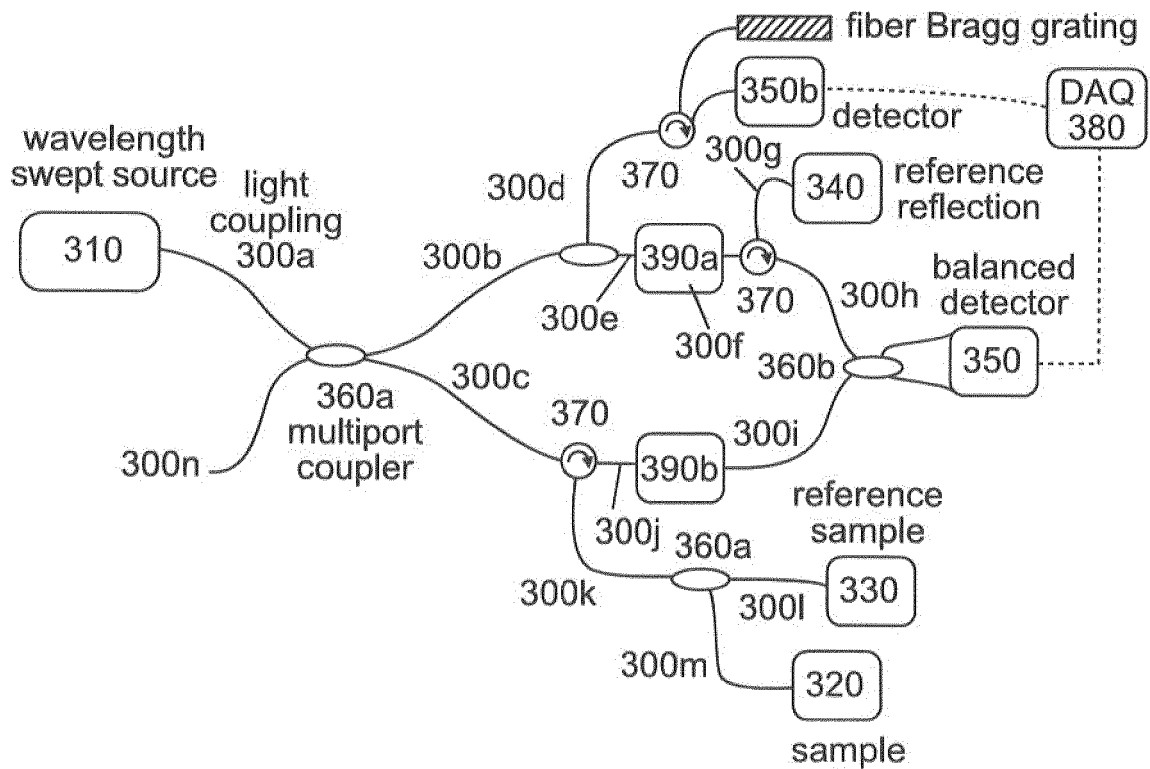 fiber Bragg grating
350b
detector
DAQ
380
wavelength
swept source
310
light
coupling
300a
300d
370
300g
340
reference
reflection
300b
390a
300e
300f
370
300h
balanced
detector
350
360b
360a
multiport
coupler
300n
300c
370
390b
300i
300j
reference
sample
330
360a
300k
300l
300m
320
sample